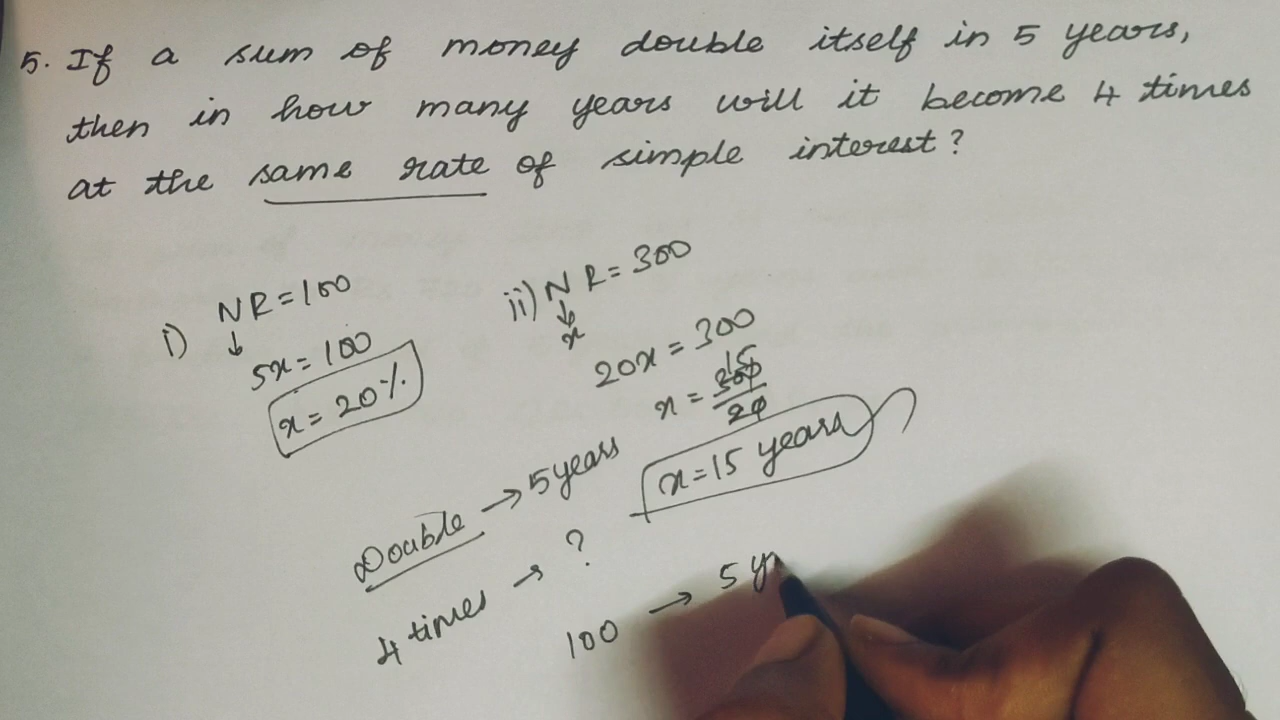 5. If a sum of money double itself in 5 years,
then in how many years will it become 4 times
at the same rate of simple interest?
i) NR = 100
↓
5x = 100
x = 20%
ii) NR = 300
↓
x
20x = 300
15
x = 300/20
x = 15 years
Double → 5 years
4 times → ?
100 → 5 y